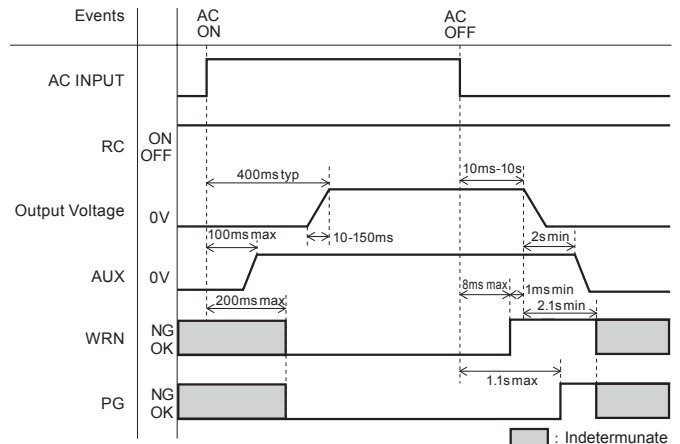 Events
AC
ON
AC
OFF
AC INPUT
RC
ON
OFF
400ms typ
10ms-10s
Output Voltage
0V
100ms max
10-150ms
2s min
AUX
0V
200ms max
8ms max
1ms min
2.1s min
WRN
NG
OK
1.1s max
PG
NG
OK
: Indetermunate